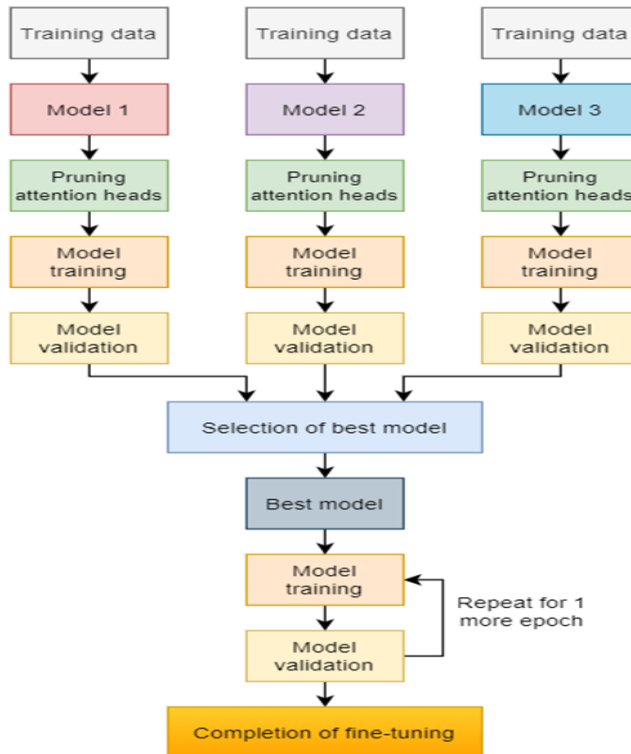 Training data
Training data
Training data
Model 1
Model 2
Model 3
Pruning
attention heads
Pruning
attention heads
Pruning
attention heads
Model
training
Model
training
Model
training
Model
validation
Model
validation
Model
validation
Selection of best model
Best model
Model
training
Repeat for 1
more epoch
Model
validation
Completion of fine-tuning